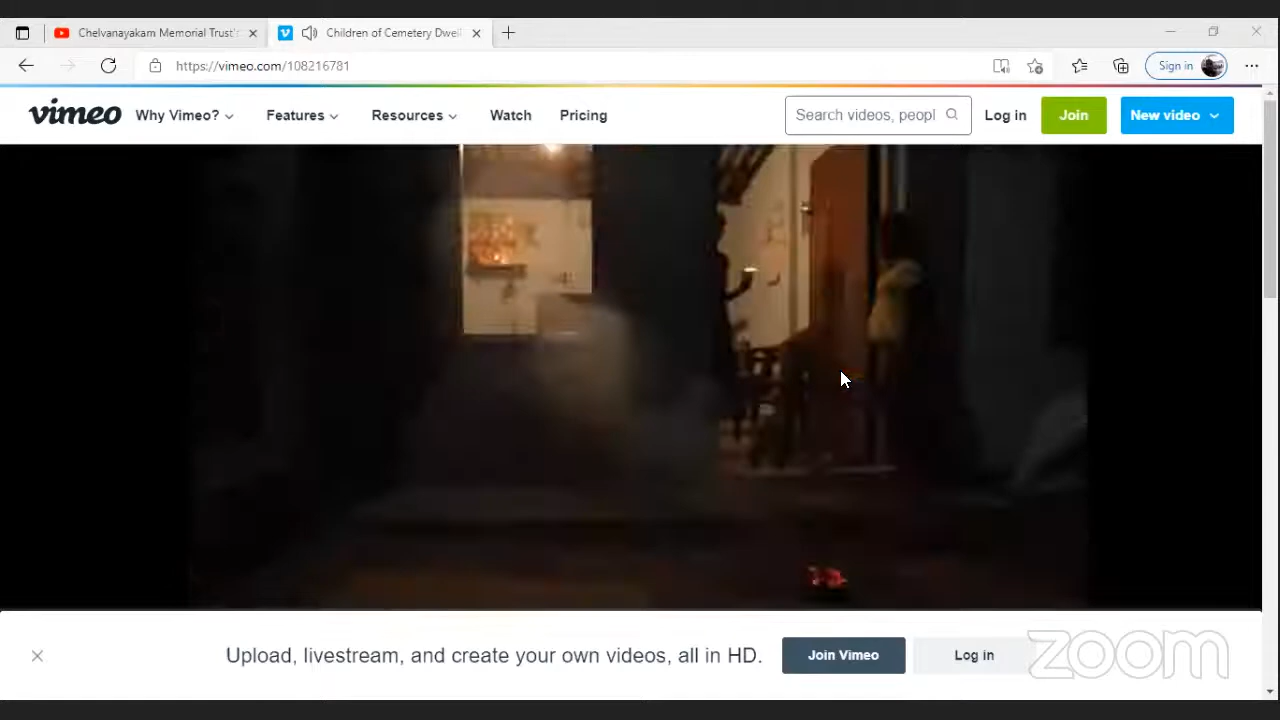 Chelvanayakam Memorial Trust's
Children of Cemetery Dwel
https://vimeo.com/108216781
Sign in
vimeo
Why Vimeo?
Features
Resources
Watch
Pricing
Search videos, peopl
Log in
Join
New video
Upload, livestream, and create your own videos, all in HD.
Join Vimeo
Log in
zoom